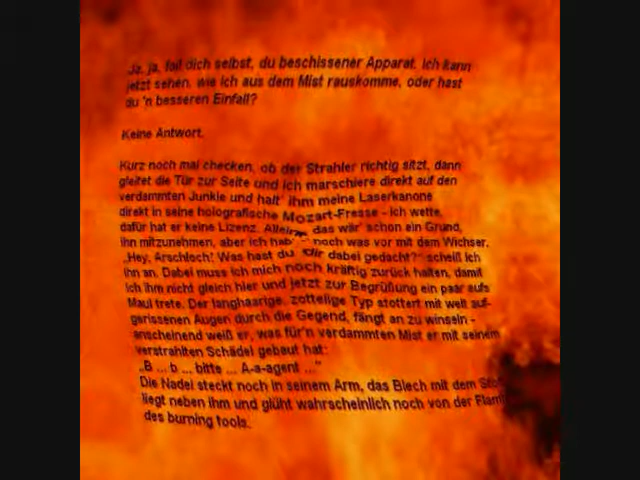 Ja, ja, fail dich selbst, du beschissener Apparat. Ich kann
jetzt sehen, wie ich aus dem Mist rauskomme, oder hast
du 'n besseren Einfall?
Keine Antwort.
Kurz noch mal checken, ob der Strahler richtig sitzt, dann
gleitet die Tür zur Seite und ich marschiere direkt auf den
verdammten Junkie und halt' ihm meine Laserkanone
direkt in seine holografische Mozart-Fresse - ich wette,
dafür hat er keine Lizenz. Allein das wär' schon ein Grund,
ihn mitzunehmen, aber ich hab' noch was vor mit dem Wichser.
„Hey, Arschloch! Was hast du dir dabei gedacht?" scheiß ich
ihn an. Dabei muss ich mich noch kräftig zurück halten, damit
ich ihm nicht gleich hier und jetzt zur Begrüßung ein paar aufs
Maul trete. Der langhaarige, zottelige Typ stottert mit weit auf-
gerissenen Augen durch die Gegend, fängt an zu winseln -
anscheinend weiß er, was für'n verdammten Mist er mit seinem
verstrahlten Schädel gebaut hat:
„B ... b ... bitte ... A-a-agent ..."
Die Nadel steckt noch in seinem Arm, das Blech mit dem
liegt neben ihm und glüht wahrscheinlich noch von der
des burning tools.